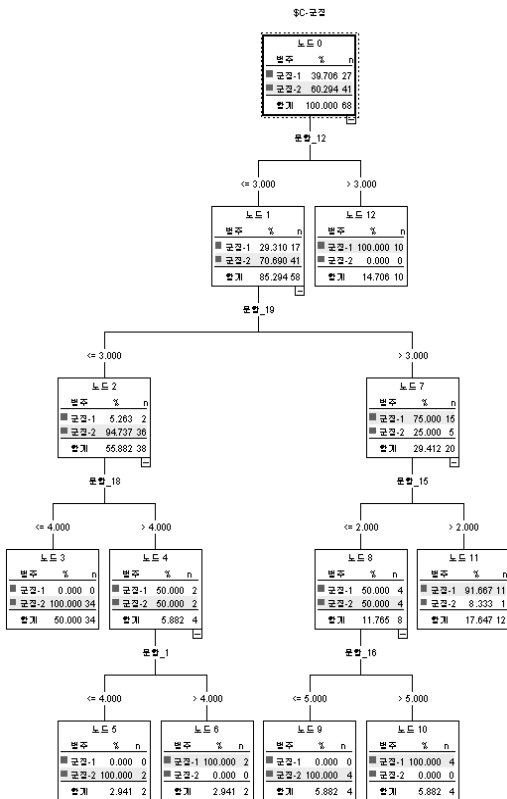 $C-군집
노드 0
범주 % n
군집-1 39.706 27
군집-2 60.294 41
합계 100.000 68
문항_12
<= 3.000
> 3.000
노드 1
범주 % n
군집-1 29.310 17
군집-2 70.690 41
합계 85.294 58
노드 12
범주 % n
군집-1 100.000 10
군집-2 0.000 0
합계 14.706 10
문항_19
<= 3.000
> 3.000
노드 2
범주 % n
군집-1 5.263 2
군집-2 94.737 36
합계 55.882 38
노드 7
범주 % n
군집-1 75.000 15
군집-2 25.000 5
합계 29.412 20
문항_18
문항_15
<= 4.000
> 4.000
<= 2.000
> 2.000
노드 3
범주 % n
군집-1 0.000 0
군집-2 100.000 34
합계 50.000 34
노드 4
범주 % n
군집-1 50.000 2
군집-2 50.000 2
합계 5.882 4
노드 8
범주 % n
군집-1 50.000 4
군집-2 50.000 4
합계 11.765 8
노드 11
범주 % n
군집-1 91.667 11
군집-2 8.333 1
합계 17.647 12
문항_1
문항_16
<= 4.000
> 4.000
<= 5.000
> 5.000
노드 5
범주 % n
군집-1 0.000 0
군집-2 100.000 2
합계 2.941 2
노드 6
범주 % n
군집-1 100.000 2
군집-2 0.000 0
합계 2.941 2
노드 9
범주 % n
군집-1 0.000 0
군집-2 100.000 4
합계 5.882 4
노드 10
범주 % n
군집-1 100.000 4
군집-2 0.000 0
합계 5.882 4